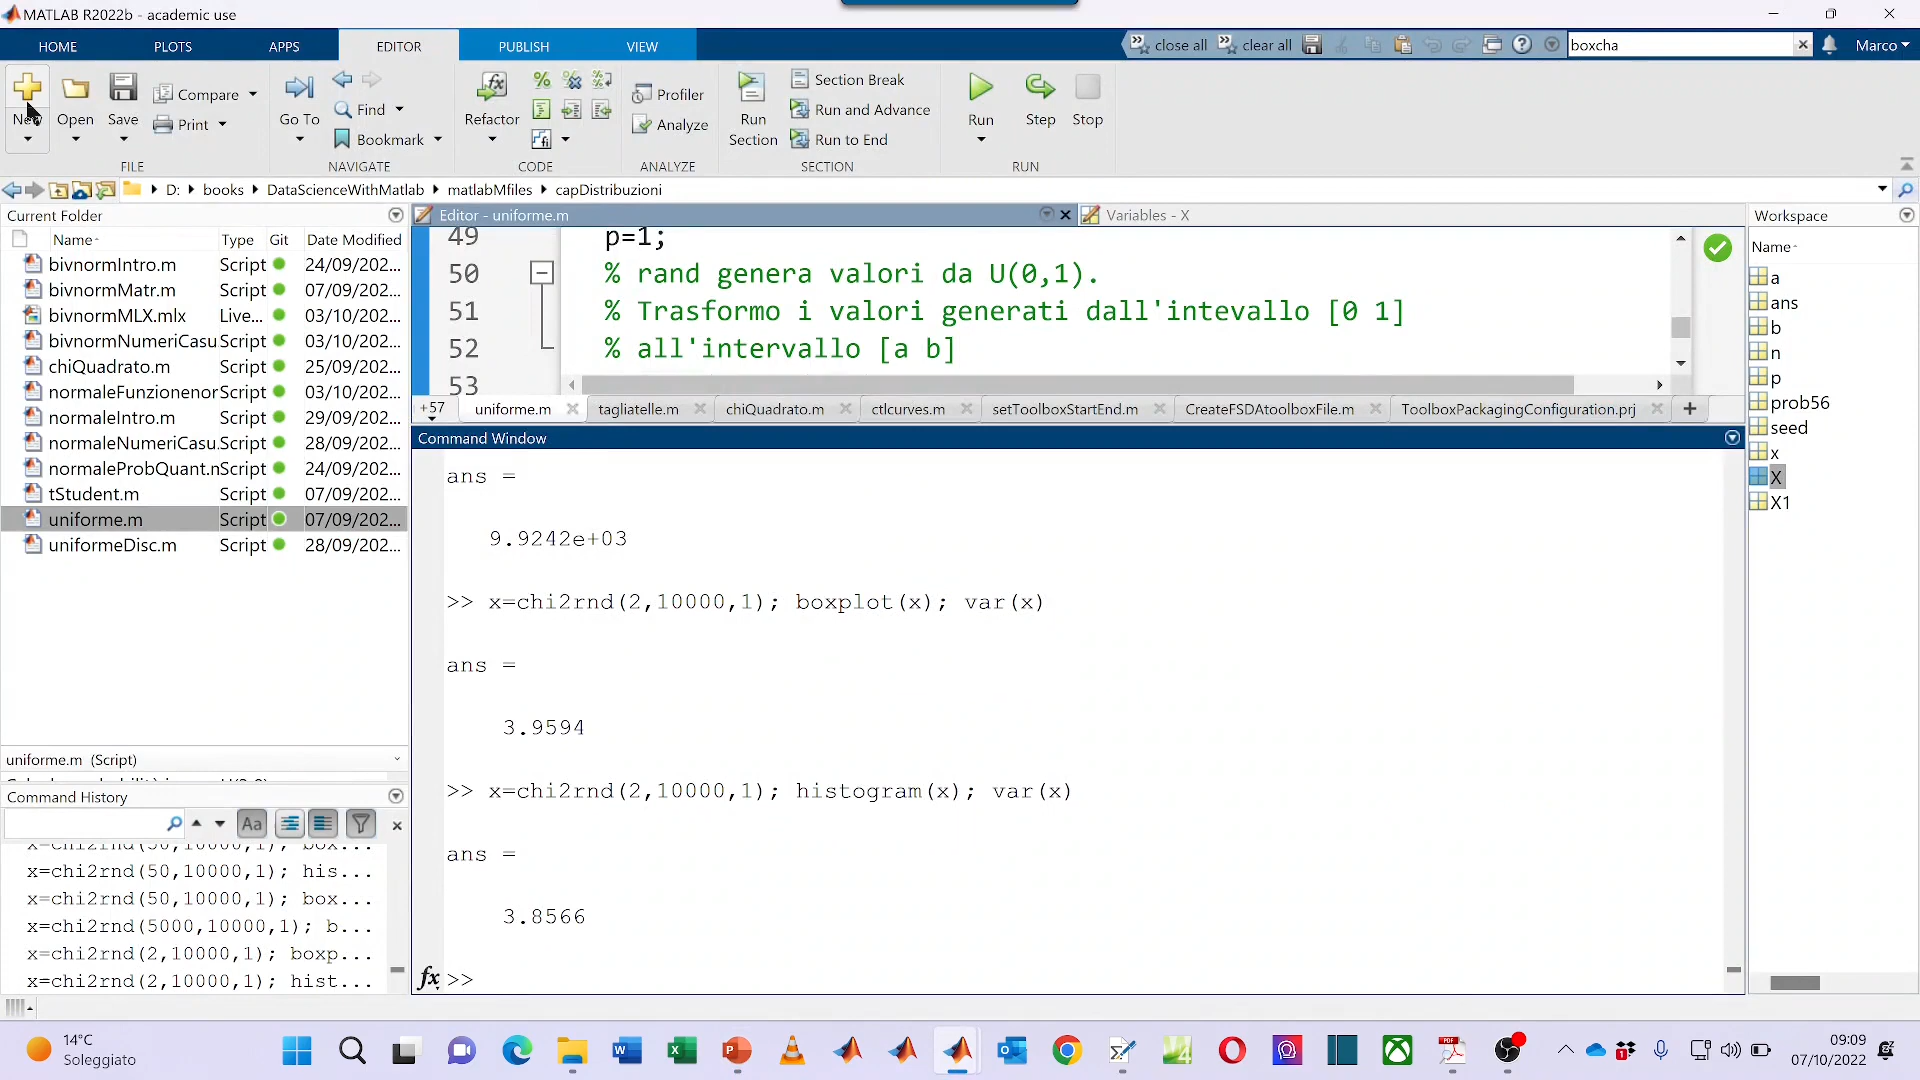 MATLAB R2022b - academic use
HOME PLOTS APPS EDITOR PUBLISH VIEW close all clear all boxcha Marco
New Open Save Compare Print Go To Find Bookmark Refactor Profiler Analyze Run Section Section Break Run and Advance Run to End Run Step Stop
FILE NAVIGATE CODE ANALYZE SECTION RUN
D: books DataScienceWithMatlab matlabMfiles capDistribuzioni
Current Folder
Name Type Git Date Modified
bivnormIntro.m Script 24/09/202...
bivnormMatr.m Script 07/09/202...
bivnormMLX.mlx Live... 03/10/202...
bivnormNumeriCasu Script 03/10/202...
chiQuadrato.m Script 25/09/202...
normaleFunzionenor Script 03/10/202...
normaleIntro.m Script 29/09/202...
normaleNumeriCasu. Script 28/09/202...
normaleProbQuant.n Script 24/09/202...
tStudent.m Script 07/09/202...
uniforme.m Script 07/09/202...
uniformeDisc.m Script 28/09/202...
uniforme.m (Script)
Command History
Aa
x=chi2rnd(50,10000,1); box...
x=chi2rnd(50,10000,1); his...
x=chi2rnd(50,10000,1); box...
x=chi2rnd(5000,10000,1); b...
x=chi2rnd(2,10000,1); boxp...
x=chi2rnd(2,10000,1); hist...
Editor - uniforme.m Variables - X
49 p=1;
50 % rand genera valori da U(0,1).
51 % Trasformo i valori generati dall'intevallo [0 1]
52 % all'intervallo [a b]
53
+57 uniforme.m tagliatelle.m chiQuadrato.m ctlcurves.m setToolboxStartEnd.m CreateFSDAtoolboxFile.m ToolboxPackagingConfiguration.prj
Command Window
ans =
9.9242e+03
>> x=chi2rnd(2,10000,1); boxplot(x); var(x)
ans =
3.9594
>> x=chi2rnd(2,10000,1); histogram(x); var(x)
ans =
3.8566
fx >>
Workspace
Name
a
ans
b
n
p
prob56
seed
x
X
X1
14°C
Soleggiato
09:09
07/10/2022